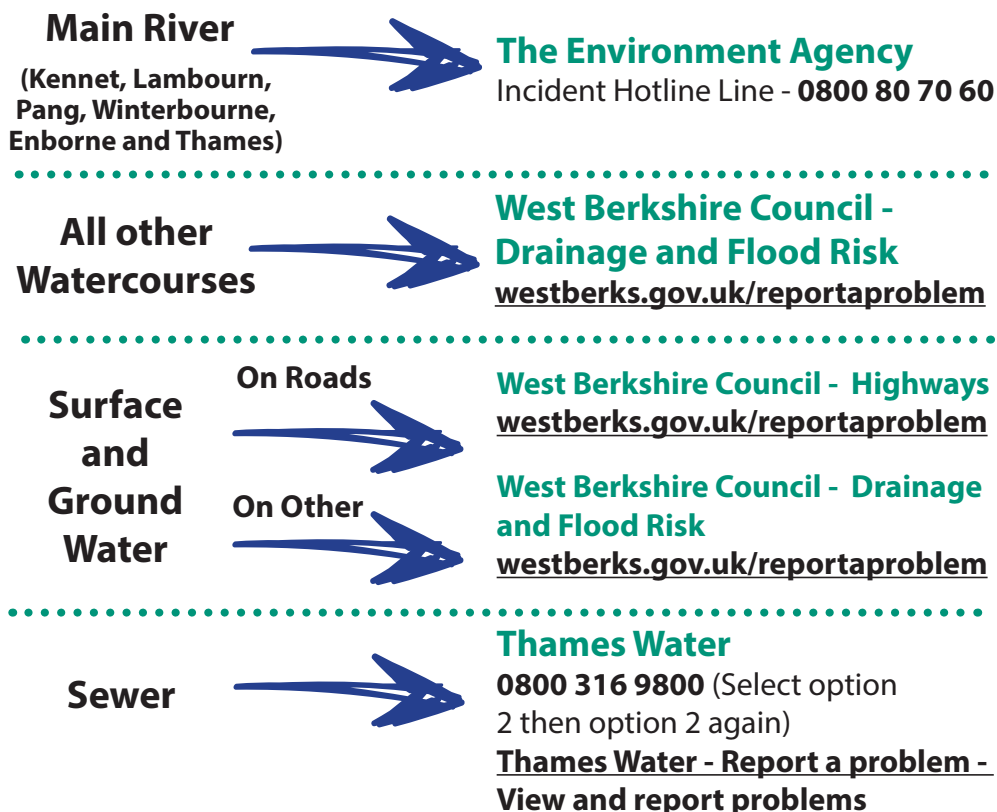 Main River
(Kennet, Lambourn,
Pang, Winterbourne,
Enborne and Thames)
The Environment Agency
Incident Hotline Line - 0800 80 70 60
All other
Watercourses
West Berkshire Council -
Drainage and Flood Risk
westberks.gov.uk/reportaproblem
Surface
and
Ground
Water
On Roads
West Berkshire Council - Highways
westberks.gov.uk/reportaproblem
On Other
West Berkshire Council - Drainage
and Flood Risk
westberks.gov.uk/reportaproblem
Sewer
Thames Water
0800 316 9800 (Select option
2 then option 2 again)
Thames Water - Report a problem -
View and report problems